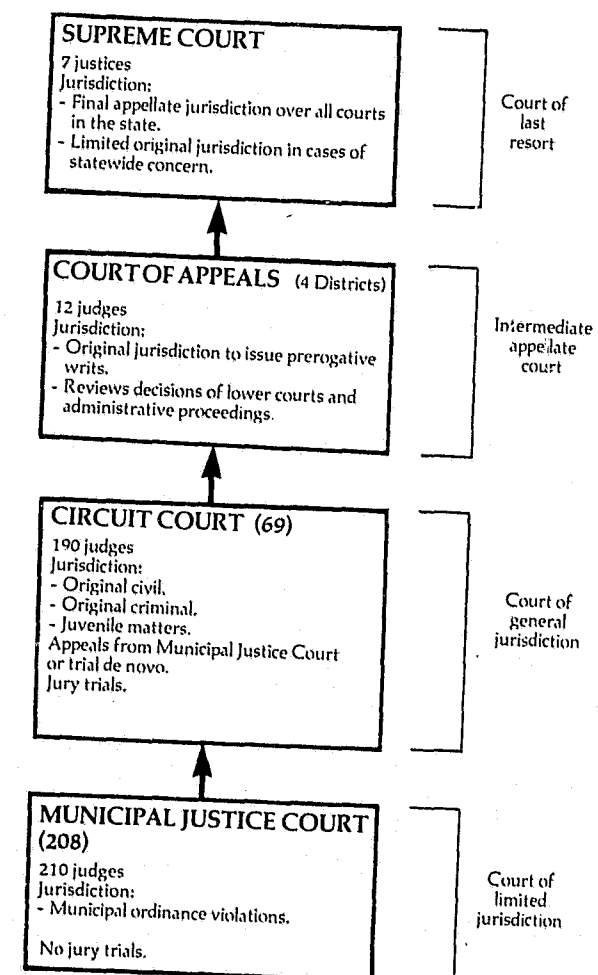 SUPREME COURT
7 justices
Jurisdiction:
- Final appellate jurisdiction over all courts
in the state.
- Limited original jurisdiction in cases of
statewide concern.
Court of
last
resort
COURT OF APPEALS (4 Districts)
12 judges
Jurisdiction:
- Original jurisdiction to issue prerogative
writs.
- Reviews decisions of lower courts and
administrative proceedings.
Intermediate
appellate
court
CIRCUIT COURT (69)
190 judges
Jurisdiction:
- Original civil.
- Original criminal.
- Juvenile matters.
Appeals from Municipal Justice Court
or trial de novo.
Jury trials.
Court of
general
jurisdiction
MUNICIPAL JUSTICE COURT
(208)
210 judges
Jurisdiction:
- Municipal ordinance violations.
No jury trials.
Court of
limited
jurisdiction